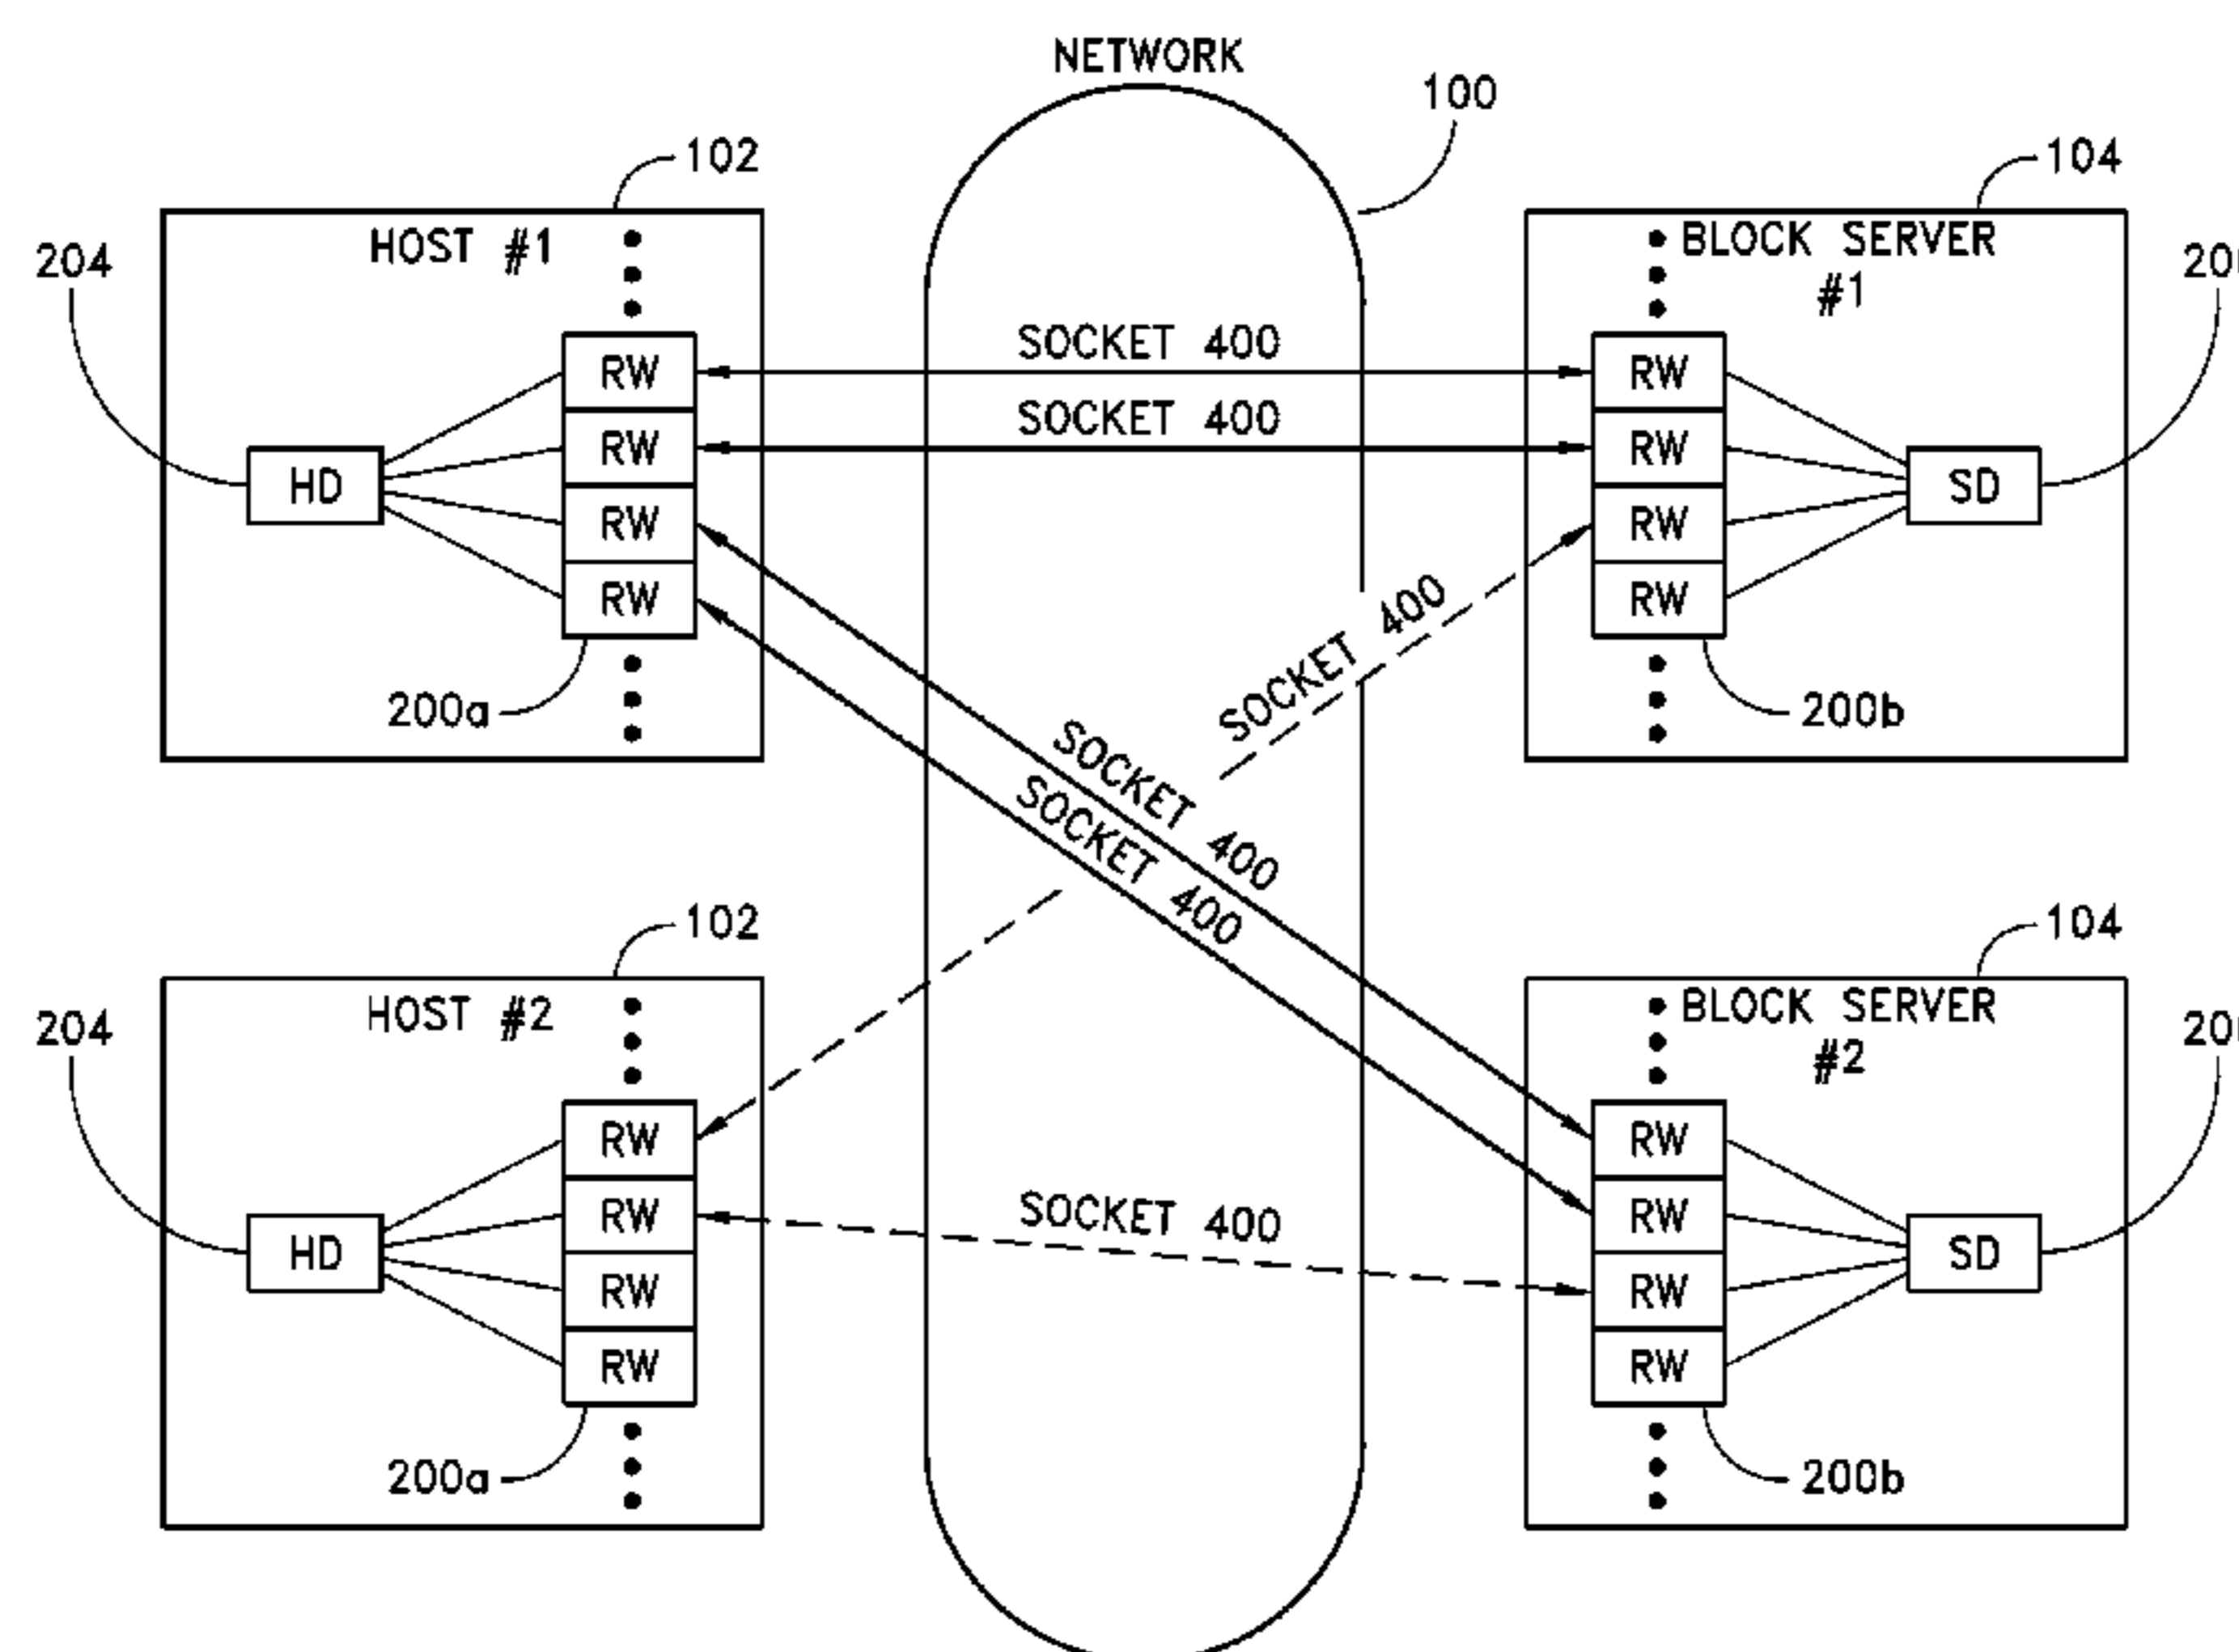 NETWORK
100
102
104
HOST #1
BLOCK SERVER
#1
204
SOCKET 400
SOCKET 400
RW
RW
RW
RW
HD
RW
RW
RW
RW
SD
200a
200b
SOCKET 400
SOCKET 400
SOCKET 400
102
104
HOST #2
BLOCK SERVER
#2
204
RW
RW
RW
RW
HD
SOCKET 400
RW
RW
RW
RW
SD
200a
200b